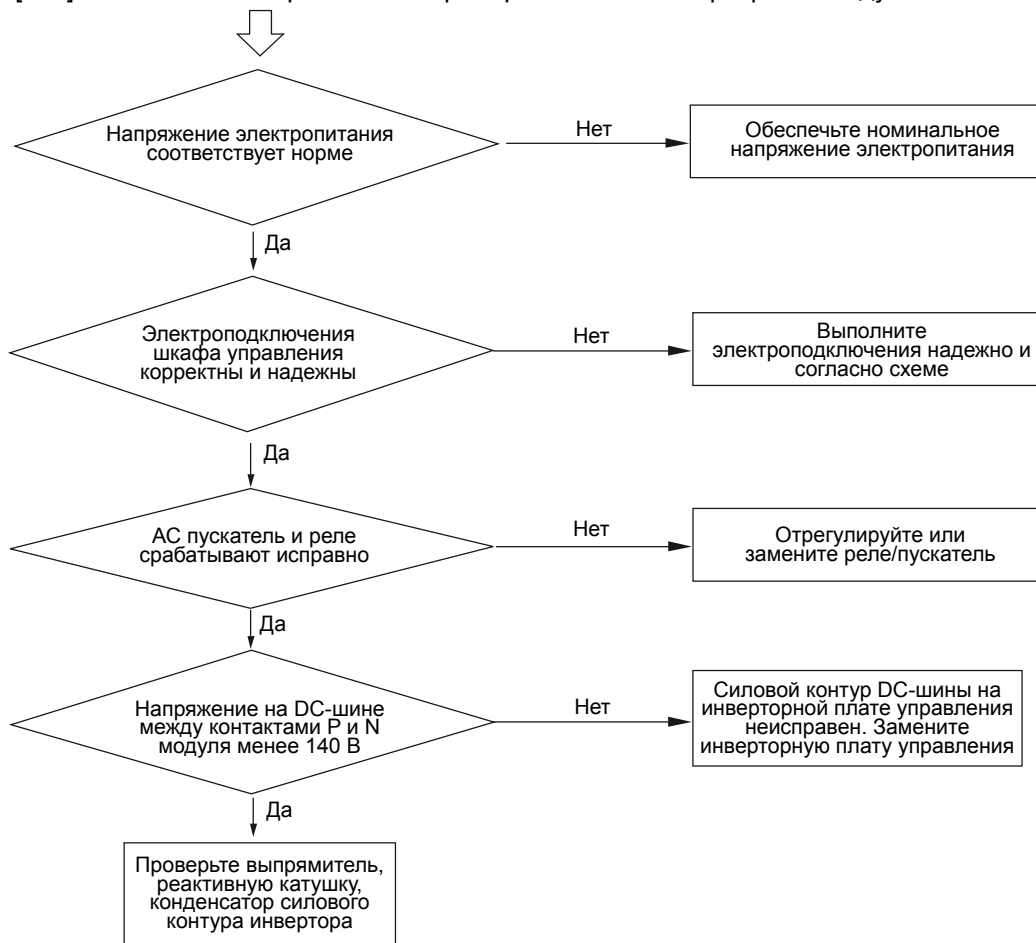 Напряжение электропитания
соответствует норме
Нет
Обеспечьте номинальное
напряжение электропитания
Да
Электроподключения
шкафа управления
корректны и надежны
Нет
Выполните
электроподключения надежно и
согласно схеме
Да
АС пускатель и реле
срабатывают исправно
Нет
Отрегулируйте или
замените реле/пускатель
Да
Напряжение на DC-шине
между контактами P и N
модуля менее 140 В
Нет
Силовой контур DC-шины на
инверторной плате управления
неисправен. Замените
инверторную плату управления
Да
Проверьте выпрямитель,
реактивную катушку,
конденсатор силового
контура инвертора